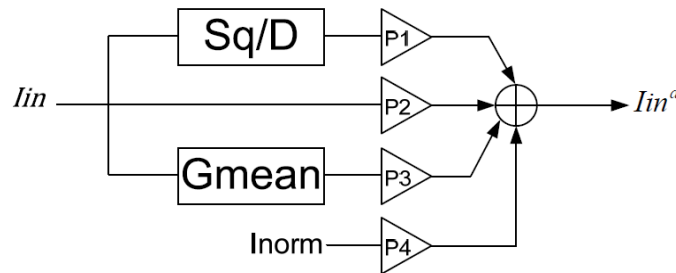 Sq/D
P1
Iin
P2
Iin^α
Gmean
P3
Inorm
P4